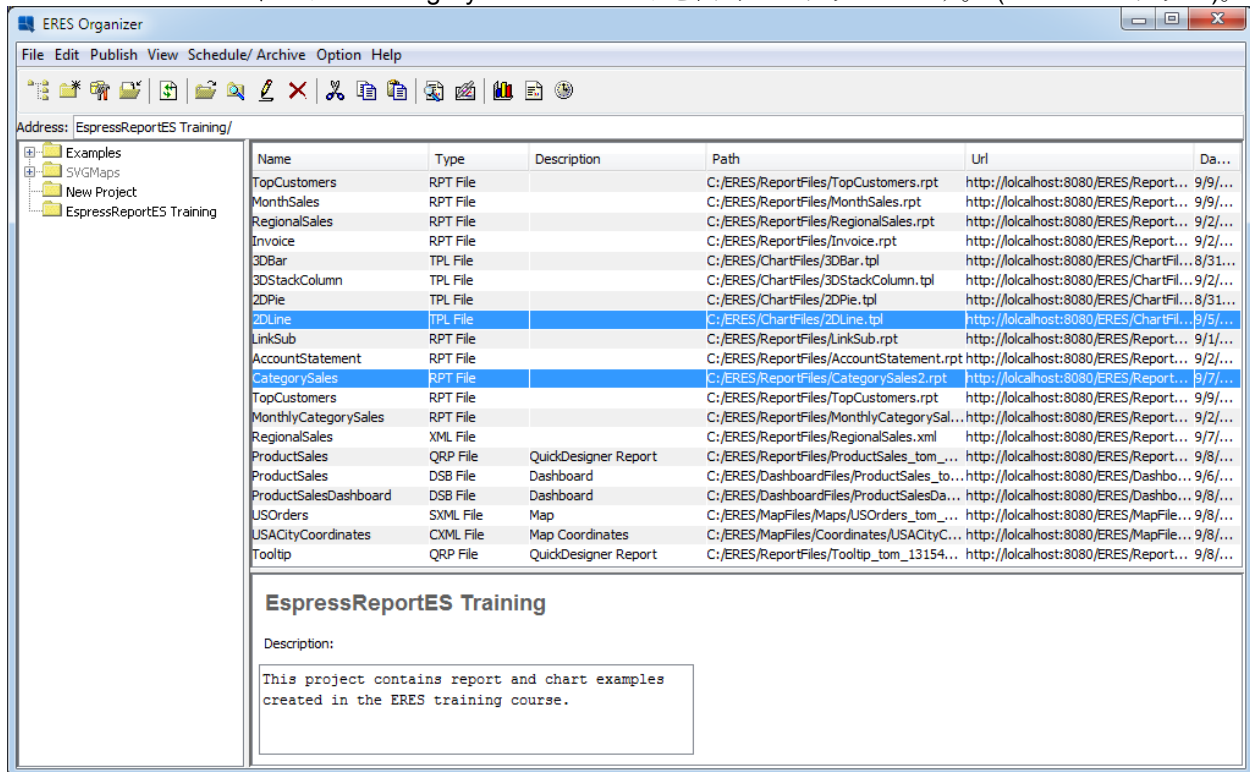 ERES Organizer
File Edit Publish View Schedule/ Archive Option Help
Address: EspressReportES Training/
Examples
SVGMaps
New Project
EspressReportES Training
Name Type Description Path Url Da...
TopCustomers RPT File C:/ERES/ReportFiles/TopCustomers.rpt http://lolcalhost:8080/ERES/Report... 9/9/...
MonthSales RPT File C:/ERES/ReportFiles/MonthSales.rpt http://lolcalhost:8080/ERES/Report... 9/9/...
RegionalSales RPT File C:/ERES/ReportFiles/RegionalSales.rpt http://lolcalhost:8080/ERES/Report... 9/2/...
Invoice RPT File C:/ERES/ReportFiles/Invoice.rpt http://lolcalhost:8080/ERES/Report... 9/2/...
3DBar TPL File C:/ERES/ChartFiles/3DBar.tpl http://lolcalhost:8080/ERES/ChartFil... 8/31...
3DStackColumn TPL File C:/ERES/ChartFiles/3DStackColumn.tpl http://lolcalhost:8080/ERES/ChartFil... 9/2/...
2DPie TPL File C:/ERES/ChartFiles/2DPie.tpl http://lolcalhost:8080/ERES/ChartFil... 8/31...
2DLine TPL File C:/ERES/ChartFiles/2DLine.tpl http://lolcalhost:8080/ERES/ChartFil... 9/5/...
LinkSub RPT File C:/ERES/ReportFiles/LinkSub.rpt http://lolcalhost:8080/ERES/Report... 9/1/...
AccountStatement RPT File C:/ERES/ReportFiles/AccountStatement.rpt http://lolcalhost:8080/ERES/Report... 9/2/...
CategorySales RPT File C:/ERES/ReportFiles/CategorySales2.rpt http://lolcalhost:8080/ERES/Report... 9/7/...
TopCustomers RPT File C:/ERES/ReportFiles/TopCustomers.rpt http://lolcalhost:8080/ERES/Report... 9/9/...
MonthlyCategorySales RPT File C:/ERES/ReportFiles/MonthlyCategorySal... http://lolcalhost:8080/ERES/Report... 9/2/...
RegionalSales XML File C:/ERES/ReportFiles/RegionalSales.xml http://lolcalhost:8080/ERES/Report... 9/7/...
ProductSales QRP File QuickDesigner Report C:/ERES/ReportFiles/ProductSales_tom_... http://lolcalhost:8080/ERES/Report... 9/8/...
ProductSales DSB File Dashboard C:/ERES/DashboardFiles/ProductSales_to... http://lolcalhost:8080/ERES/Dashbo... 9/6/...
ProductSalesDashboard DSB File Dashboard C:/ERES/DashboardFiles/ProductSalesDa... http://lolcalhost:8080/ERES/Dashbo... 9/8/...
USOrders SXML File Map C:/ERES/MapFiles/Maps/USOrders_tom_... http://lolcalhost:8080/ERES/MapFile... 9/8/...
USACityCoordinates CXML File Map Coordinates C:/ERES/MapFiles/Coordinates/USACityC... http://lolcalhost:8080/ERES/MapFile... 9/8/...
Tooltip QRP File QuickDesigner Report C:/ERES/ReportFiles/Tooltip_tom_13154... http://lolcalhost:8080/ERES/Report... 9/8/...
EspressReportES Training
Description:
This project contains report and chart examples
created in the ERES training course.